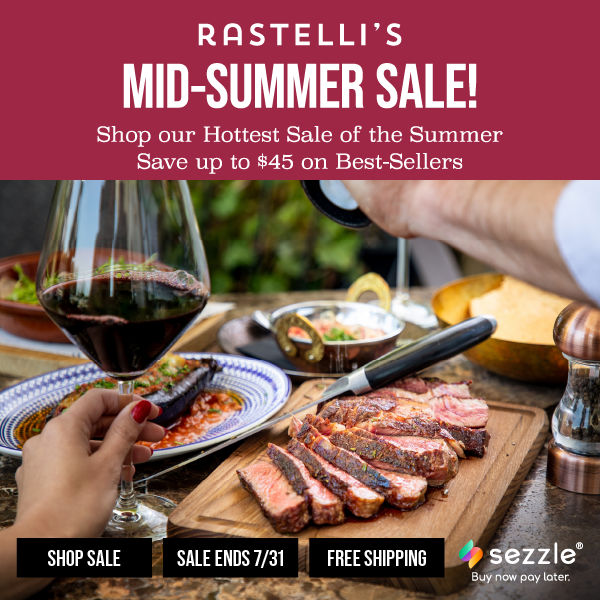 RASTELLI'S
MID-SUMMER SALE!
Shop our Hottest Sale of the Summer
Save up to $45 on Best-Sellers
SHOP SALE
SALE ENDS 7/31
FREE SHIPPING
sezzle®
Buy now pay later.